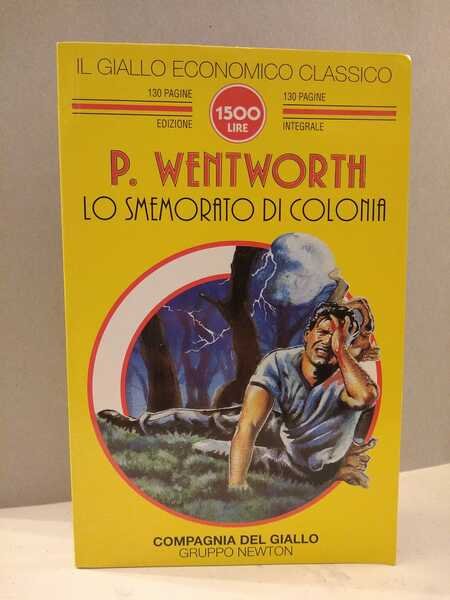 IL GIALLO ECONOMICO CLASSICO
130 PAGINE
EDIZIONE
1500
LIRE
130 PAGINE
INTEGRALE
P. WENTWORTH
LO SMEMORATO DI COLONIA
COMPAGNIA DEL GIALLO
GRUPPO NEWTON